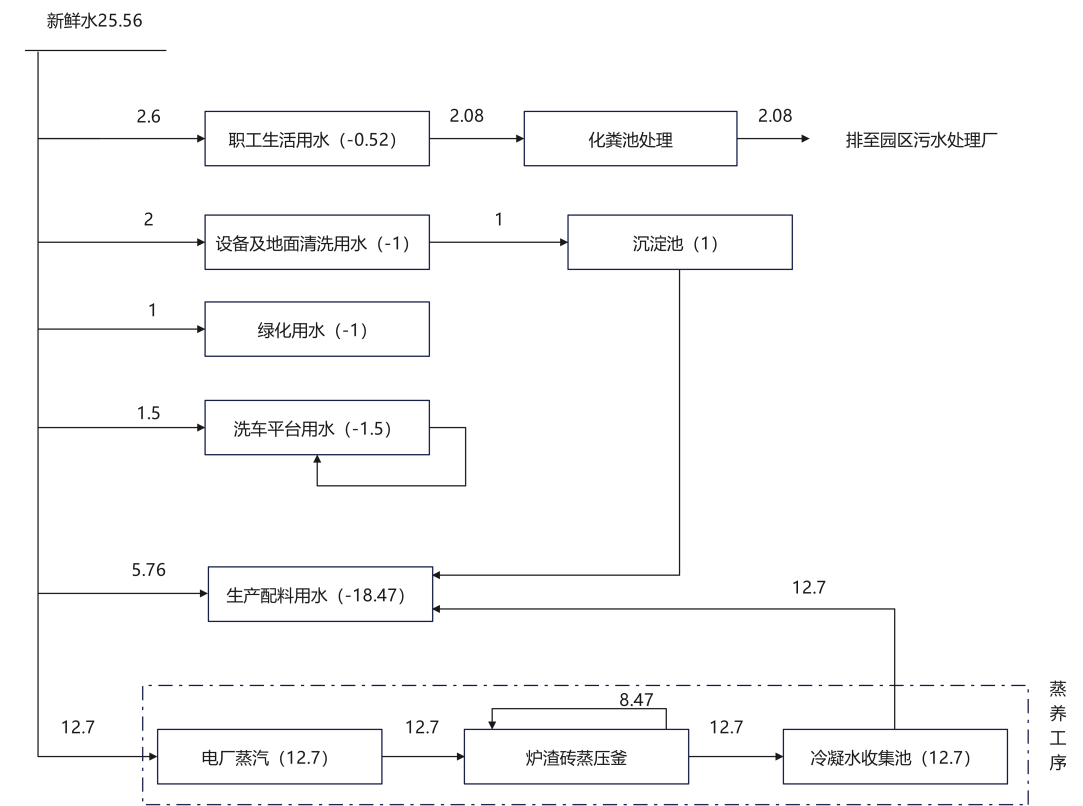 新鲜水25.56
2.6
职工生活用水（-0.52）
2.08
化粪池处理
2.08
排至园区污水处理厂
2
设备及地面清洗用水（-1）
1
沉淀池（1）
1
绿化用水（-1）
1.5
洗车平台用水（-1.5）
5.76
生产配料用水（-18.47）
12.7
8.47
12.7
电厂蒸汽（12.7）
12.7
炉渣砖蒸压釜
12.7
冷凝水收集池（12.7）
蒸养工序